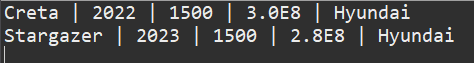 Creta | 2022 | 1500 | 3.0E8 | Hyundai
Stargazer | 2023 | 1500 | 2.8E8 | Hyundai